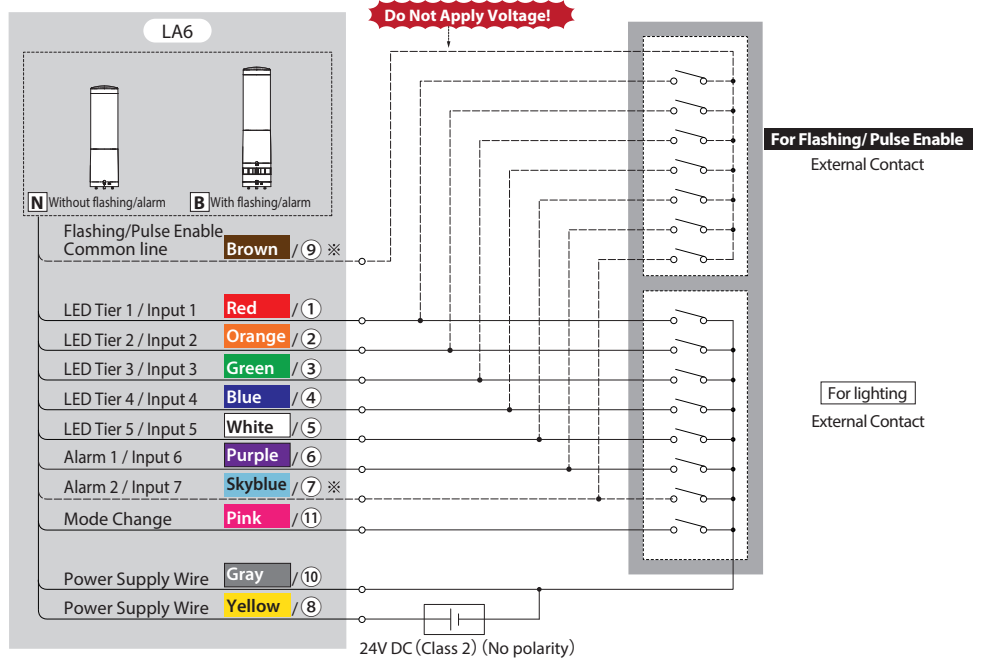 Do Not Apply Voltage!
LA6
N Without flashing/alarm
B With flashing/alarm
For Flashing/ Pulse Enable
External Contact
Flashing/Pulse Enable
Common line Brown / ⑨ ※
LED Tier 1 / Input 1 Red / ①
LED Tier 2 / Input 2 Orange / ②
LED Tier 3 / Input 3 Green / ③
LED Tier 4 / Input 4 Blue / ④
LED Tier 5 / Input 5 White / ⑤
Alarm 1 / Input 6 Purple / ⑥
Alarm 2 / Input 7 Skyblue / ⑦ ※
Mode Change Pink / ⑪
For lighting
External Contact
Power Supply Wire Gray / ⑩
Power Supply Wire Yellow / ⑧
24V DC (Class 2) (No polarity)